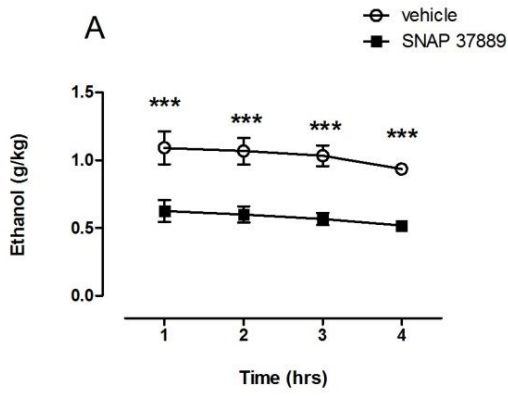 A
vehicle
SNAP 37889
1.5
1.0
0.5
0.0
Ethanol (g/kg)
*** *** *** ***
1 2 3 4
Time (hrs)